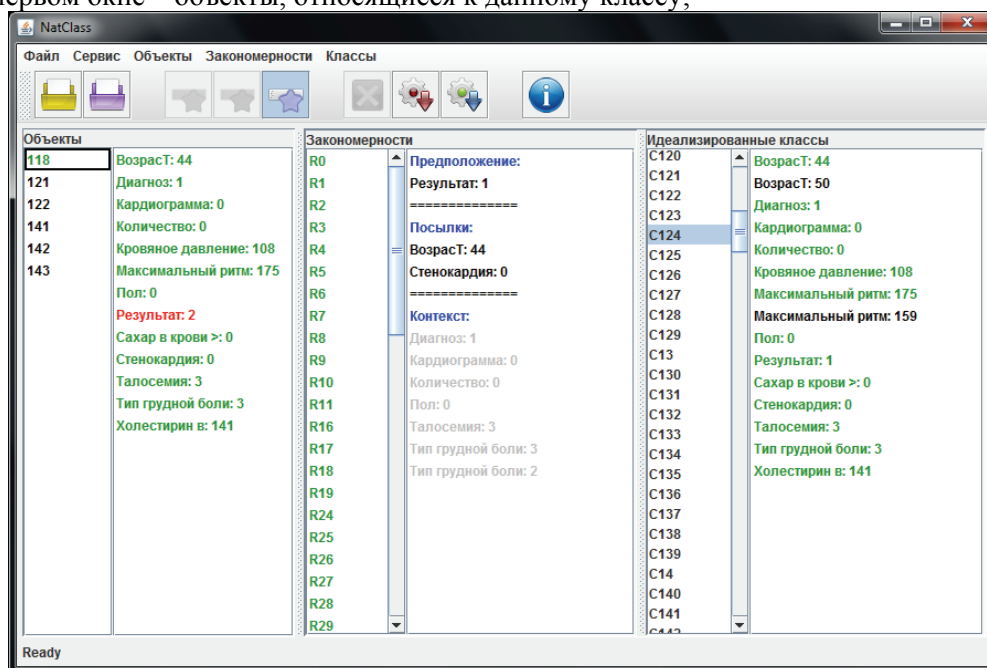 первом окне – объекты, относящиеся к данному классу;
NatClass
Файл Сервис Объекты Закономерности Классы
Объекты
118
121
122
141
142
143
ВозрасТ: 44
Диагноз: 1
Кардиограмма: 0
Количество: 0
Кровяное давление: 108
Максимальный ритм: 175
Пол: 0
Результат: 2
Сахар в крови >: 0
Стенокардия: 0
Талосемия: 3
Тип грудной боли: 3
Холестирин в: 141
Закономерности
R0
R1
R2
R3
R4
R5
R6
R7
R8
R9
R10
R11
R16
R17
R18
R19
R24
R25
R26
R27
R28
R29
Предположение:
Результат: 1
==============
Посылки:
ВозрасТ: 44
Стенокардия: 0
==============
Контекст:
Диагноз: 1
Кардиограмма: 0
Количество: 0
Пол: 0
Талосемия: 3
Тип грудной боли: 3
Тип грудной боли: 2
Идеализированные классы
C120
C121
C122
C123
C124
C125
C126
C127
C128
C129
C13
C130
C131
C132
C133
C134
C135
C136
C137
C138
C139
C14
C140
C141
ВозрасТ: 44
ВозрасТ: 50
Диагноз: 1
Кардиограмма: 0
Количество: 0
Кровяное давление: 108
Максимальный ритм: 175
Максимальный ритм: 159
Пол: 0
Результат: 1
Сахар в крови >: 0
Стенокардия: 0
Талосемия: 3
Тип грудной боли: 3
Холестирин в: 141
Ready